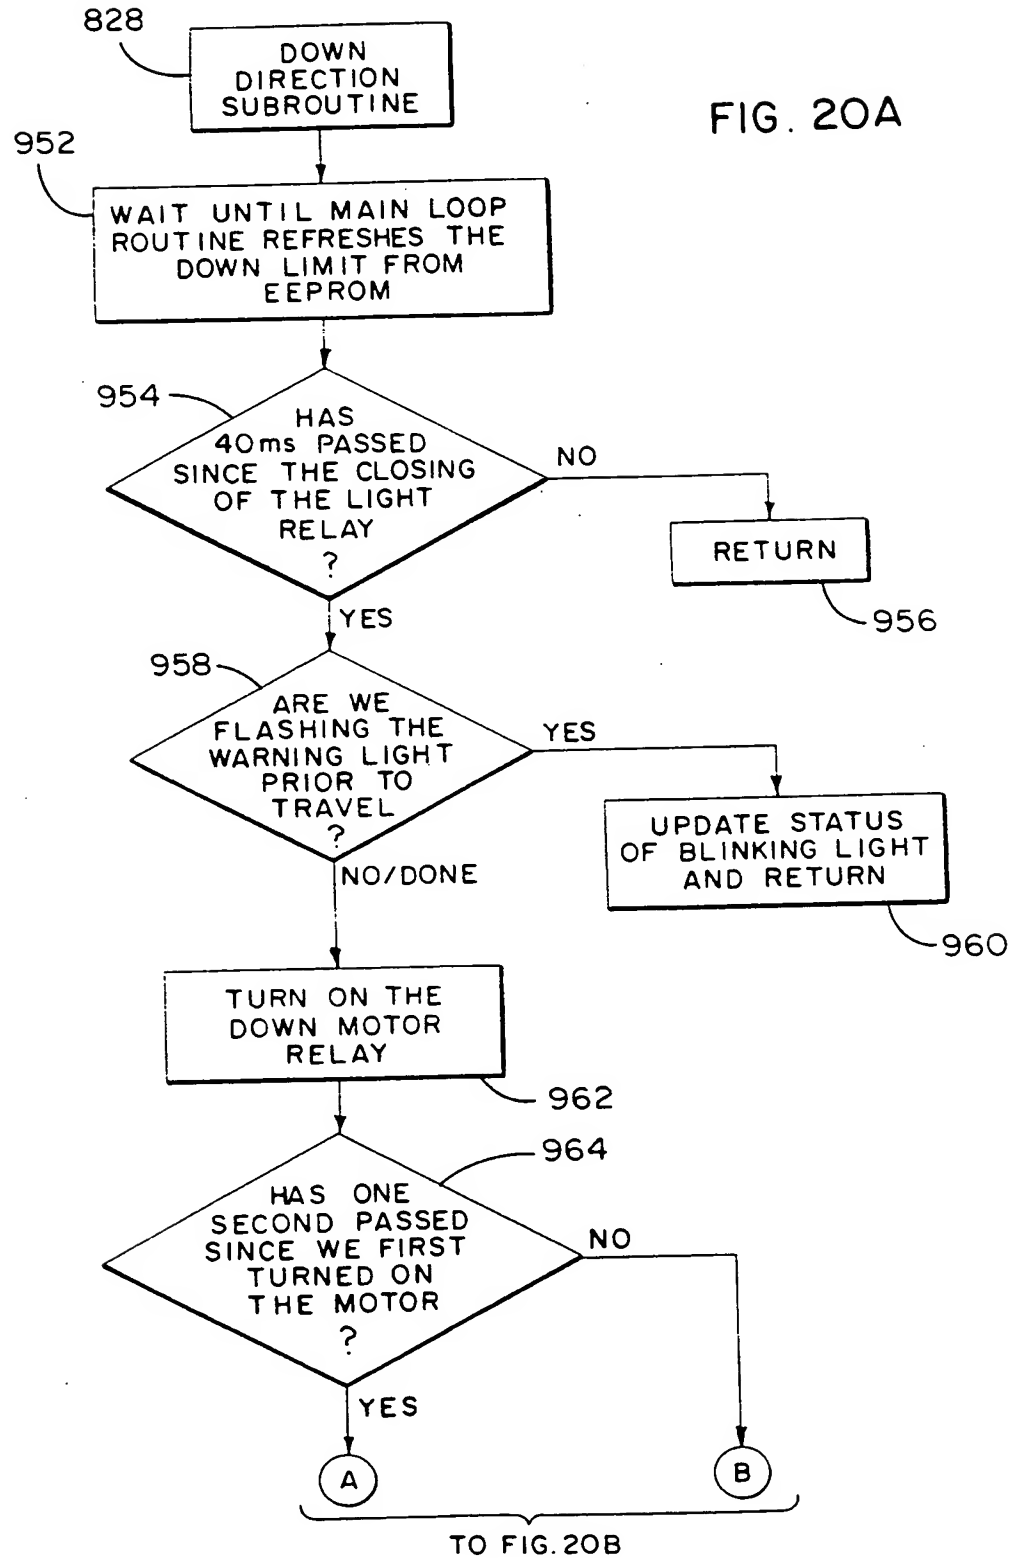 828
DOWN
DIRECTION
SUBROUTINE
FIG. 20A
952
WAIT UNTIL MAIN LOOP
ROUTINE REFRESHES THE
DOWN LIMIT FROM
EEPROM
954
HAS
40ms PASSED
SINCE THE CLOSING
OF THE LIGHT
RELAY
?
NO
RETURN
956
YES
958
ARE WE
FLASHING THE
WARNING LIGHT
PRIOR TO
TRAVEL
?
YES
UPDATE STATUS
OF BLINKING LIGHT
AND RETURN
960
NO/DONE
TURN ON THE
DOWN MOTOR
RELAY
962
964
HAS ONE
SECOND PASSED
SINCE WE FIRST
TURNED ON
THE MOTOR
?
NO
YES
A
B
TO FIG. 20B